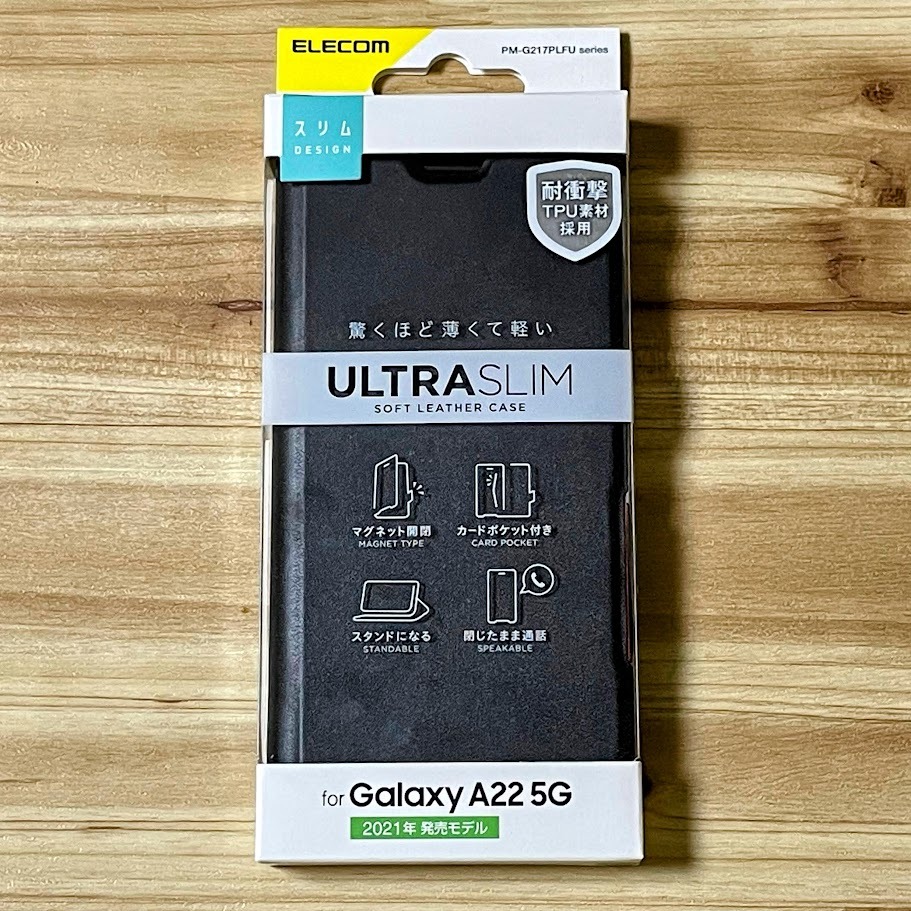 ELECOM
PM-G217PLFU series
スリム
DESIGN
耐衝撃
TPU素材
採用
驚くほど薄くて軽い
ULTRASLIM
SOFT LEATHER CASE
マグネット開閉
MAGNET TYPE
カードポケット付き
CARD POCKET
スタンドになる
STANDABLE
閉じたまま通話
SPEAKABLE
for Galaxy A22 5G
2021年 発売モデル